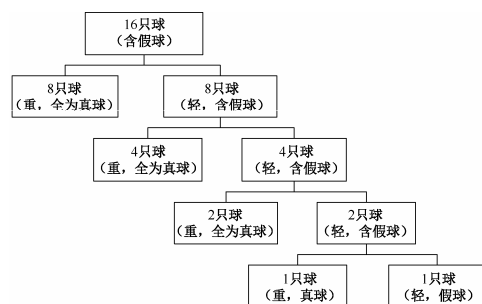 16只球
（含假球）
8只球
（重，全为真球）
8只球
（轻，含假球）
4只球
（重，全为真球）
4只球
（轻，含假球）
2只球
（重，全为真球）
2只球
（轻，含假球）
1只球
（重，真球）
1只球
（轻，假球）